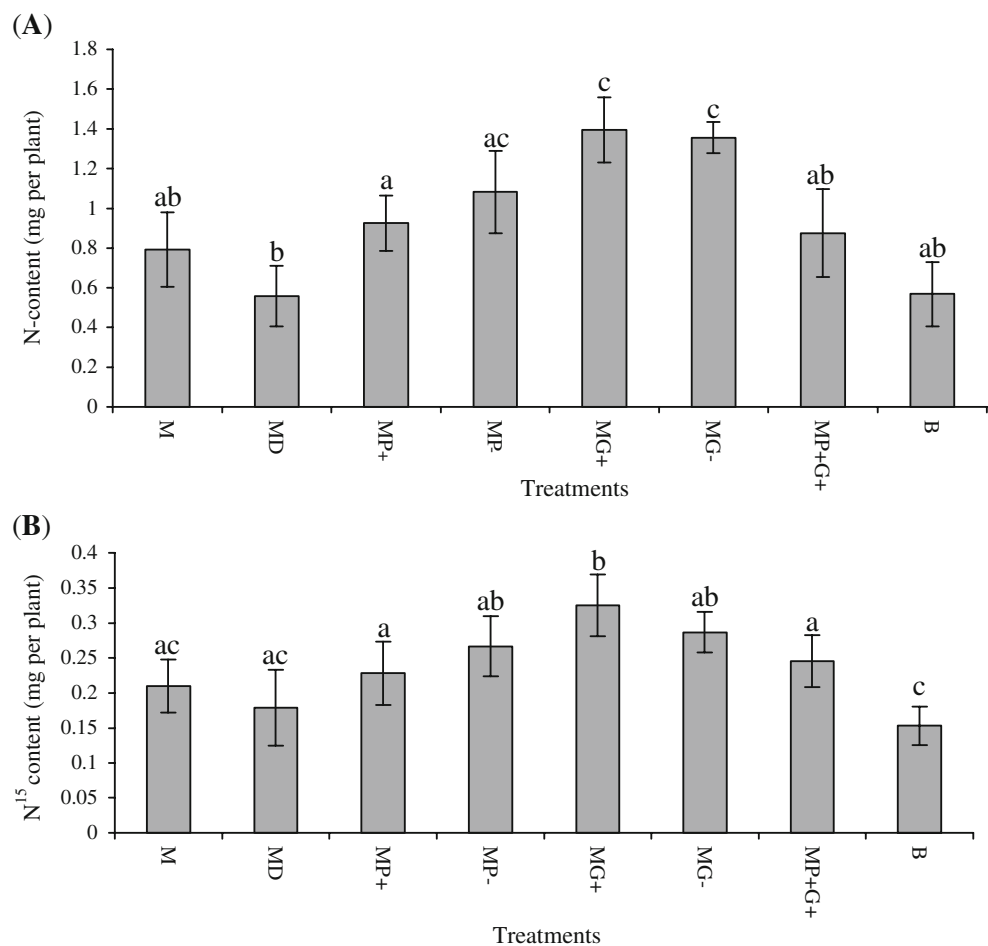 (A)
N-content (mg per plant)
1.8
1.6
1.4
1.2
1
0.8
0.6
0.4
0.2
0
ab
b
a
ac
c
c
ab
ab
M
MD
MP+
MP-
MG+
MG-
MP+G+
B
Treatments
(B)
N15 content (mg per plant)
0.4
0.35
0.3
0.25
0.2
0.15
0.1
0.05
0
ac
ac
a
ab
b
ab
a
c
M
MD
MP+
MP-
MG+
MG-
MP+G+
B
Treatments